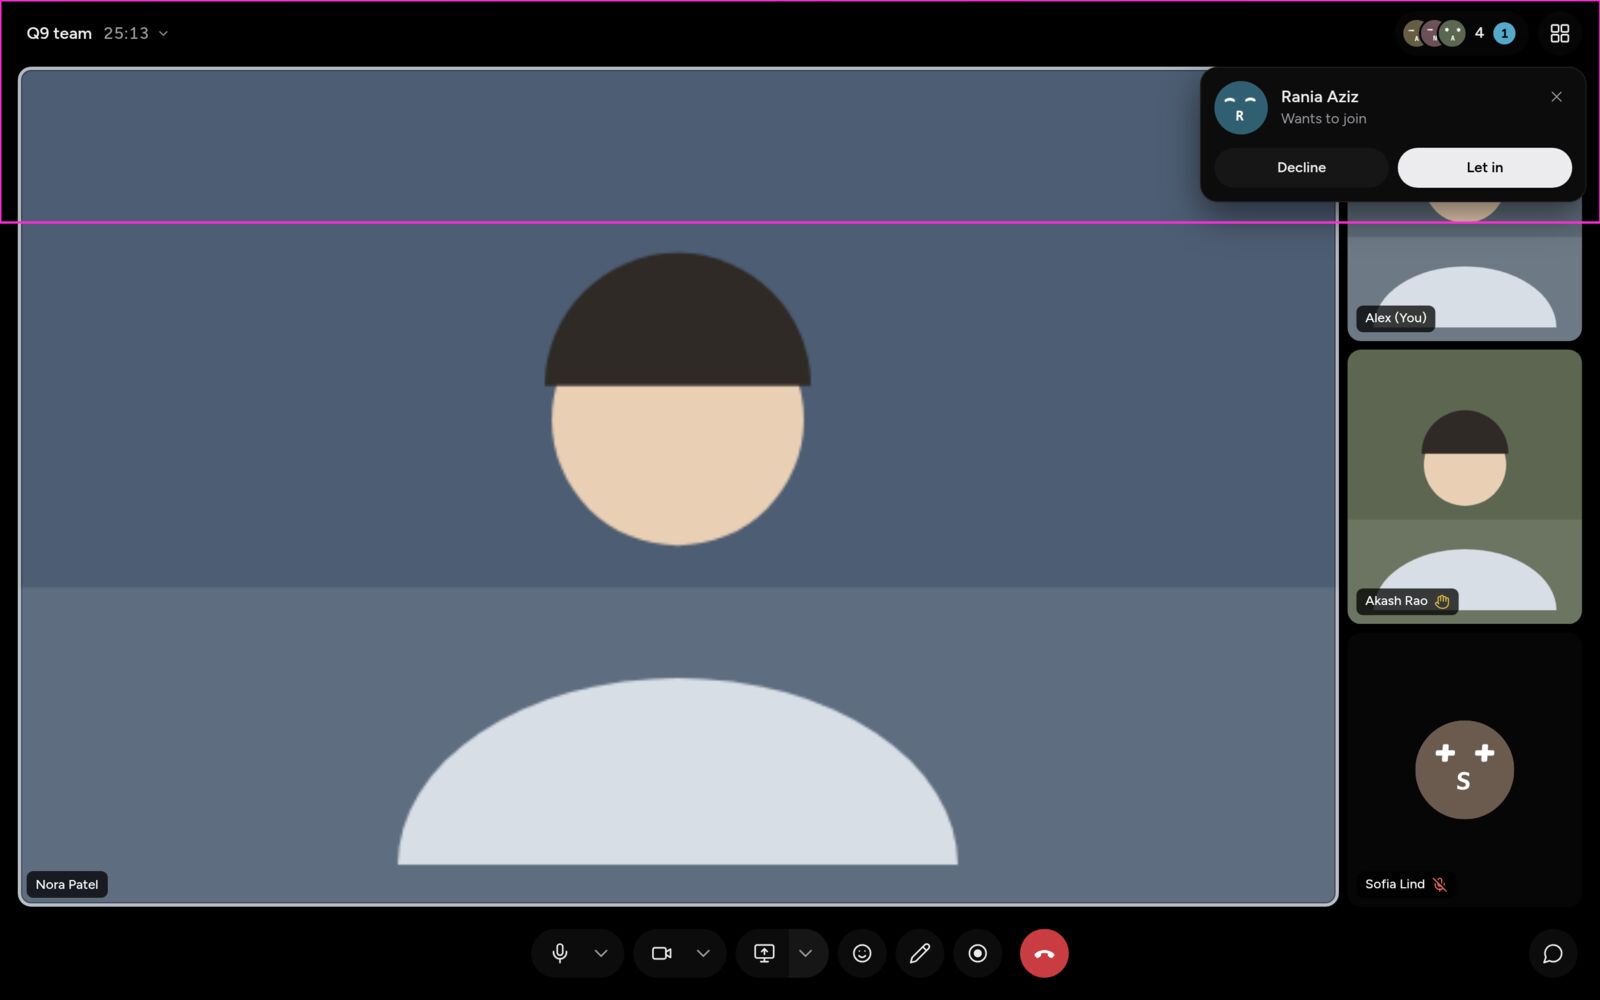 Q9 team 25:13
4 1
Rania Aziz
R
Wants to join
Decline Let in
Alex (You)
Akash Rao
S
Nora Patel
Sofia Lind